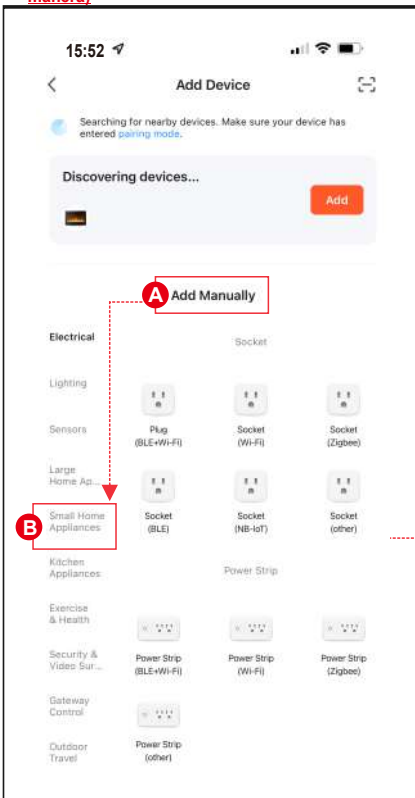 manera)
15:52
Add Device
Searching for nearby devices. Make sure your device has
entered pairing mode.
Discovering devices...
Add
A
Add Manually
Electrical
Socket
Lighting
Sensors
Plug
(BLE+Wi-Fi)
Socket
(Wi-Fi)
Socket
(Zigbee)
Large
Home Ap...
B
Small Home
Appliances
Socket
(BLE)
Socket
(NB-IoT)
Socket
(other)
Kitchen
Appliances
Power Strip
Exercise
& Health
Security &
Video Sur...
Power Strip
(BLE+Wi-Fi)
Power Strip
(Wi-Fi)
Power Strip
(Zigbee)
Gateway
Control
Outdoor
Travel
Power Strip
(other)